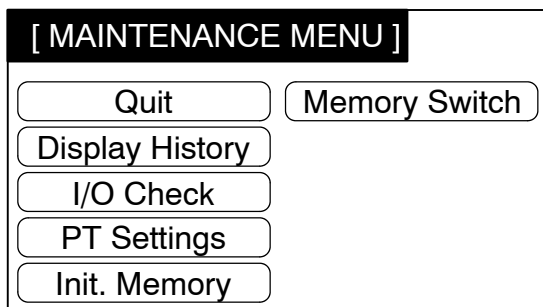 [ MAINTENANCE MENU ]
Quit Memory Switch
Display History
I/O Check
PT Settings
Init. Memory